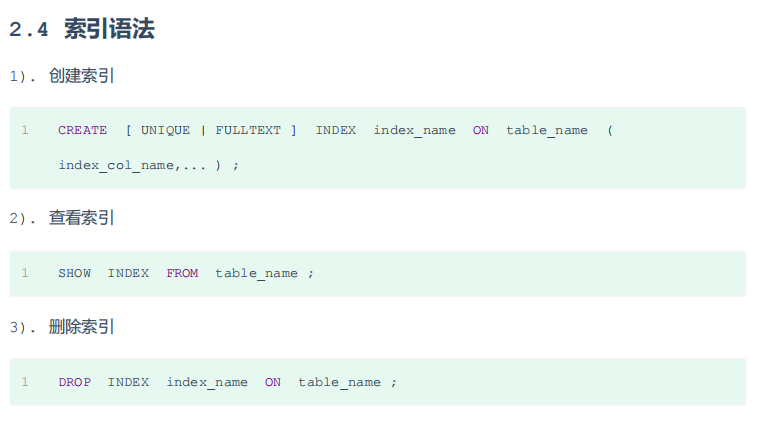 2.4 索引语法
1). 创建索引
1 CREATE [ UNIQUE | FULLTEXT ] INDEX index_name ON table_name (
index_col_name,... ) ;
2). 查看索引
1 SHOW INDEX FROM table_name ;
3). 删除索引
1 DROP INDEX index_name ON table_name ;